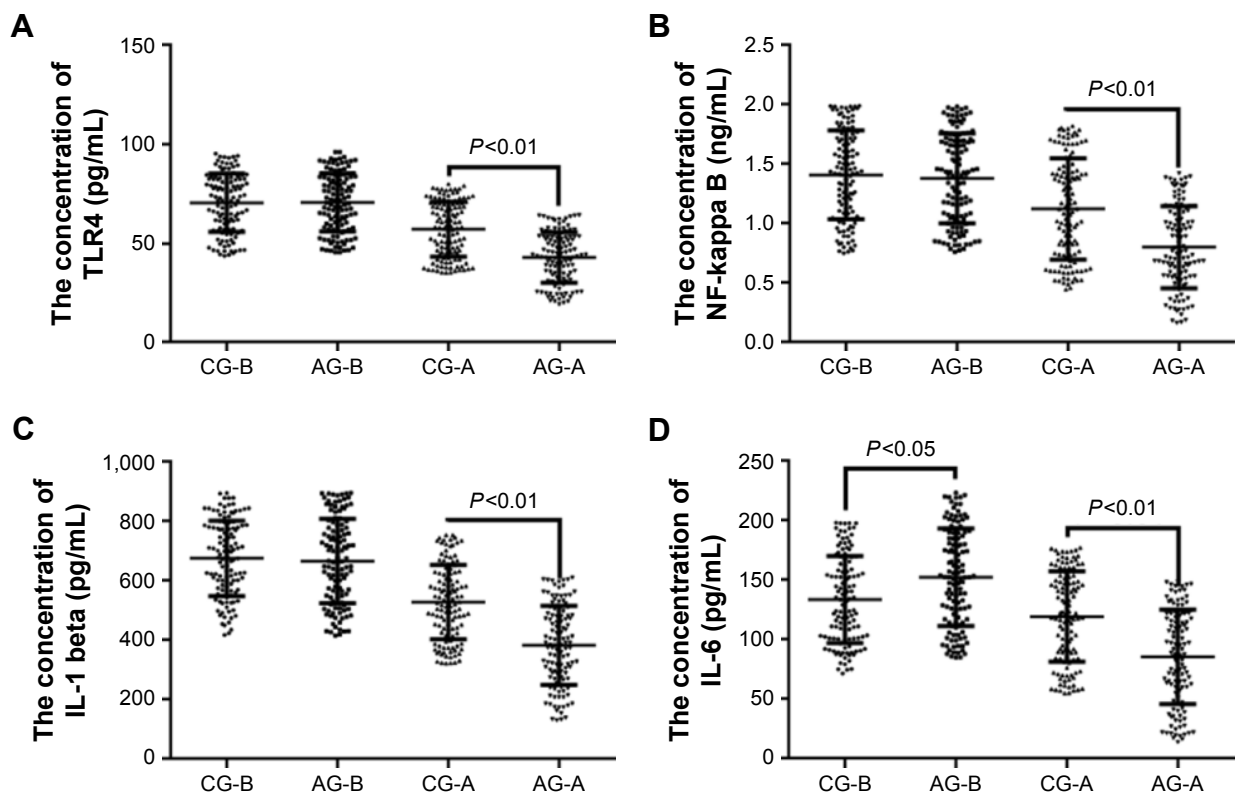 A
The concentration of
TLR4 (pg/mL)
150
100
50
0
P<0.01
CG-B AG-B CG-A AG-A
B
The concentration of
NF-kappa B (ng/mL)
2.5
2.0
1.5
1.0
0.5
0.0
P<0.01
CG-B AG-B CG-A AG-A
C
The concentration of
IL-1 beta (pg/mL)
1,000
800
600
400
200
0
P<0.01
CG-B AG-B CG-A AG-A
D
The concentration of
IL-6 (pg/mL)
250
200
150
100
50
0
P<0.05
P<0.01
CG-B AG-B CG-A AG-A